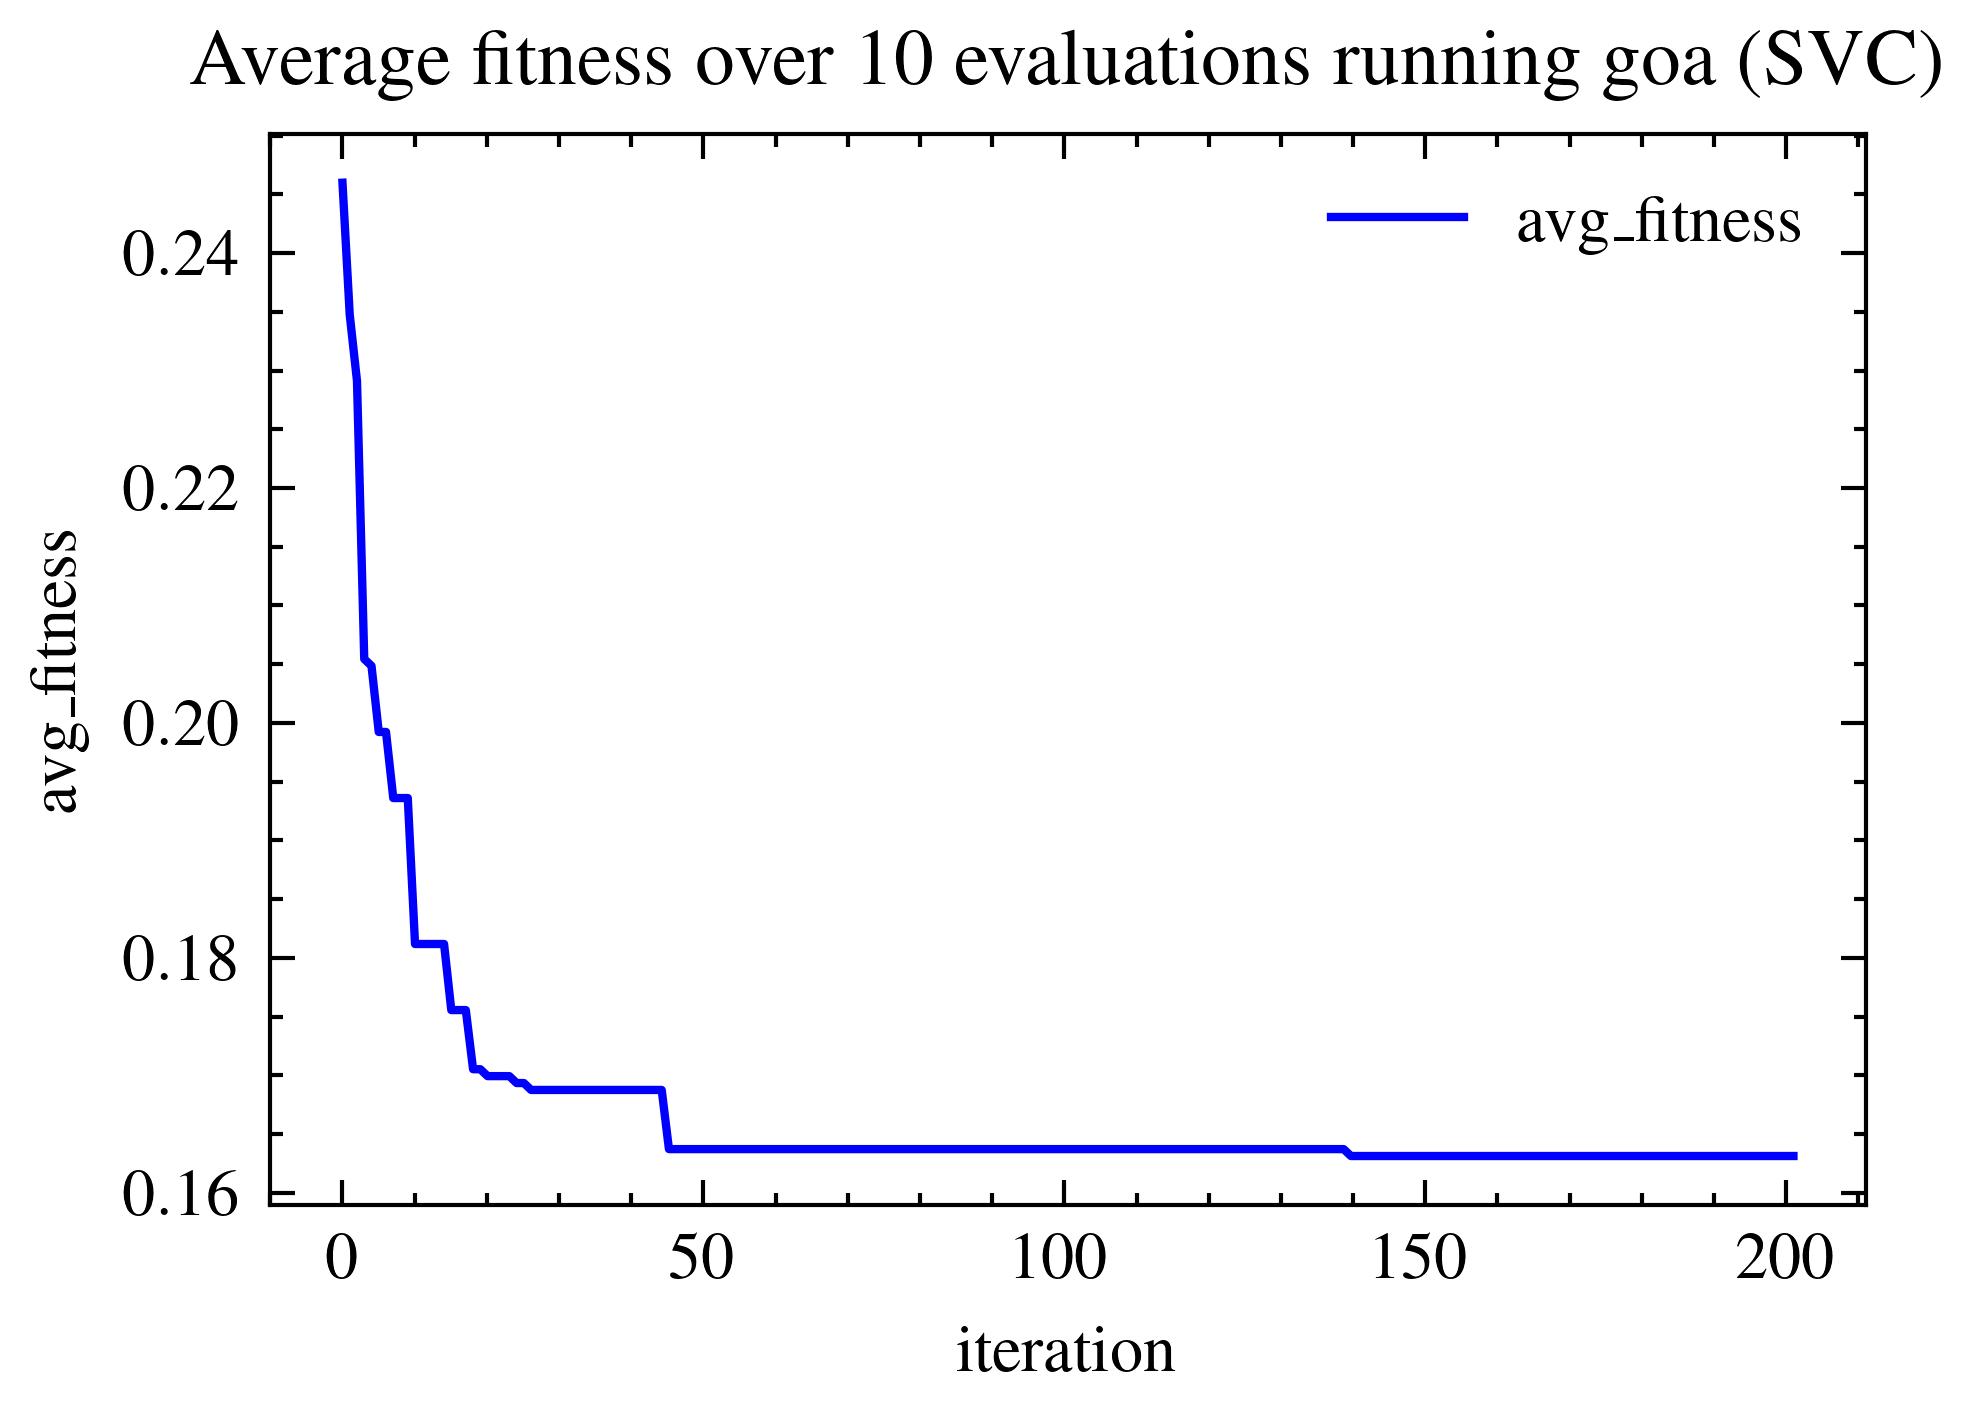 Average fitness over 10 evaluations running goa (SVC)
avg_fitness
0.24
0.22
0.20
0.18
0.16
avg_fitness
0 50 100 150 200
iteration